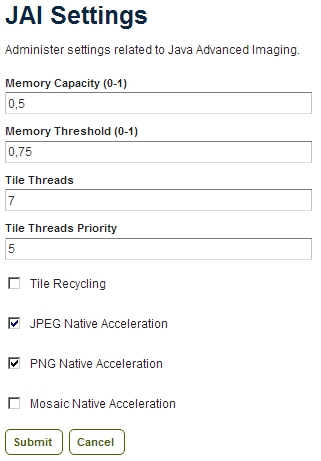 JAI Settings
Administer settings related to Java Advanced Imaging.
Memory Capacity (0-1)
0,5
Memory Threshold (0-1)
0,75
Tile Threads
7
Tile Threads Priority
5
Tile Recycling
JPEG Native Acceleration
PNG Native Acceleration
Mosaic Native Acceleration
Submit Cancel